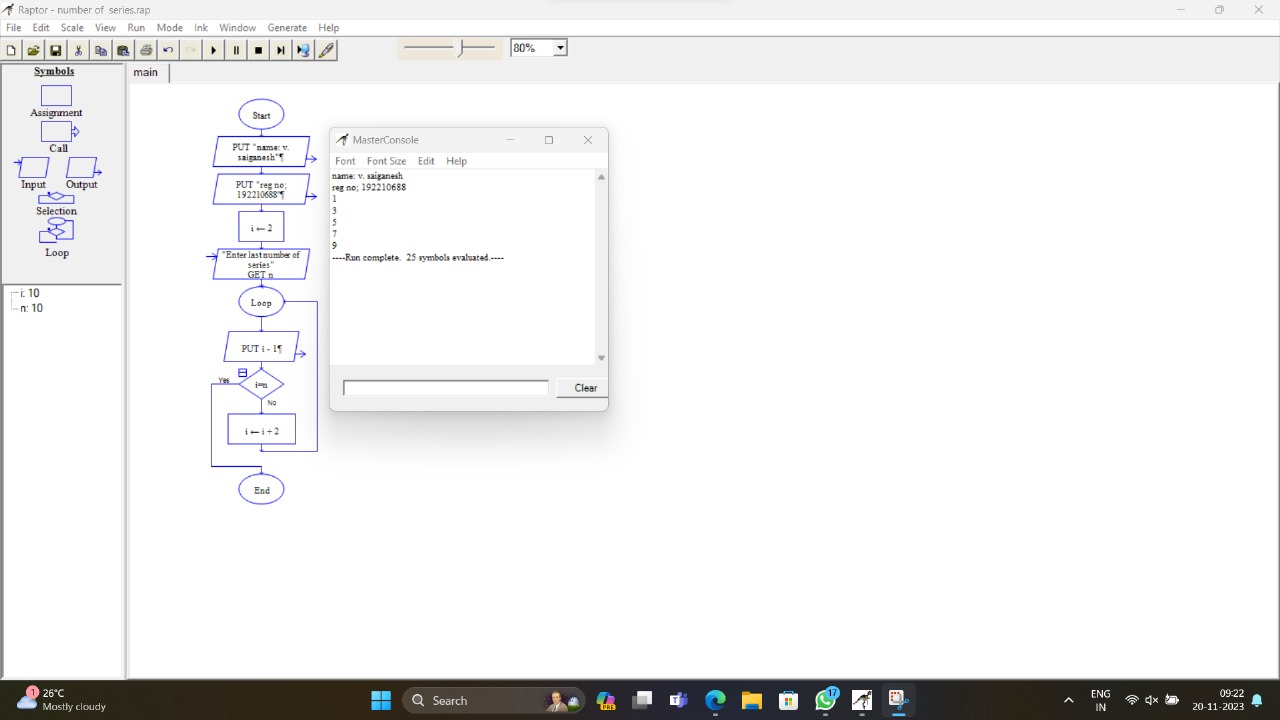 Raptor - number of series.rap
File Edit Scale View Run Mode Ink Window Generate Help
80%
Symbols
Assignment
Call
Input Output
Selection
Loop
i: 10
n: 10
main
Start
PUT "name: v.
saiganesh"¶
PUT "reg no;
192210688"¶
i ← 2
"Enter last number of
series"
GET n
Loop
PUT i - 1¶
Yes
i=n
No
i ← i + 2
End
MasterConsole
Font Font Size Edit Help
name: v. saiganesh
reg no; 192210688
1
3
5
7
9
----Run complete. 25 symbols evaluated.----
Clear
1
26°C
Mostly cloudy
Search
PRE
17
ENG
IN
09:22
20-11-2023